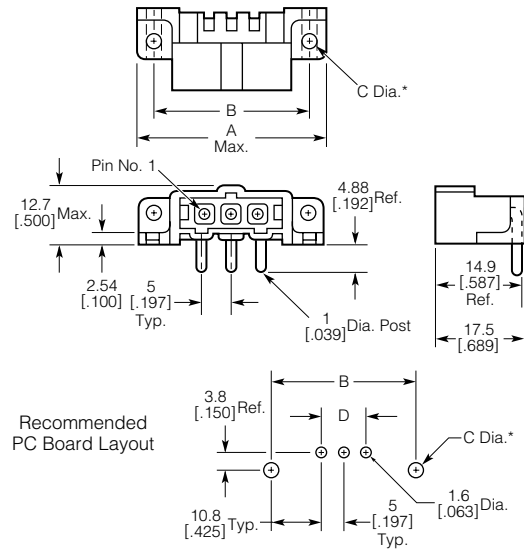 C Dia.*
B
A
Max.
Pin No. 1
12.7
[.500] Max.
4.88
[.192] Ref.
2.54
[.100]
5
[.197]
Typ.
1
[.039] Dia. Post
14.9
[.587]
Ref.
17.5
[.689]
Recommended
PC Board Layout
B
3.8
[.150] Ref.
D
C Dia.*
10.8
[.425] Typ.
5
[.197]
Typ.
1.6
[.063] Dia.